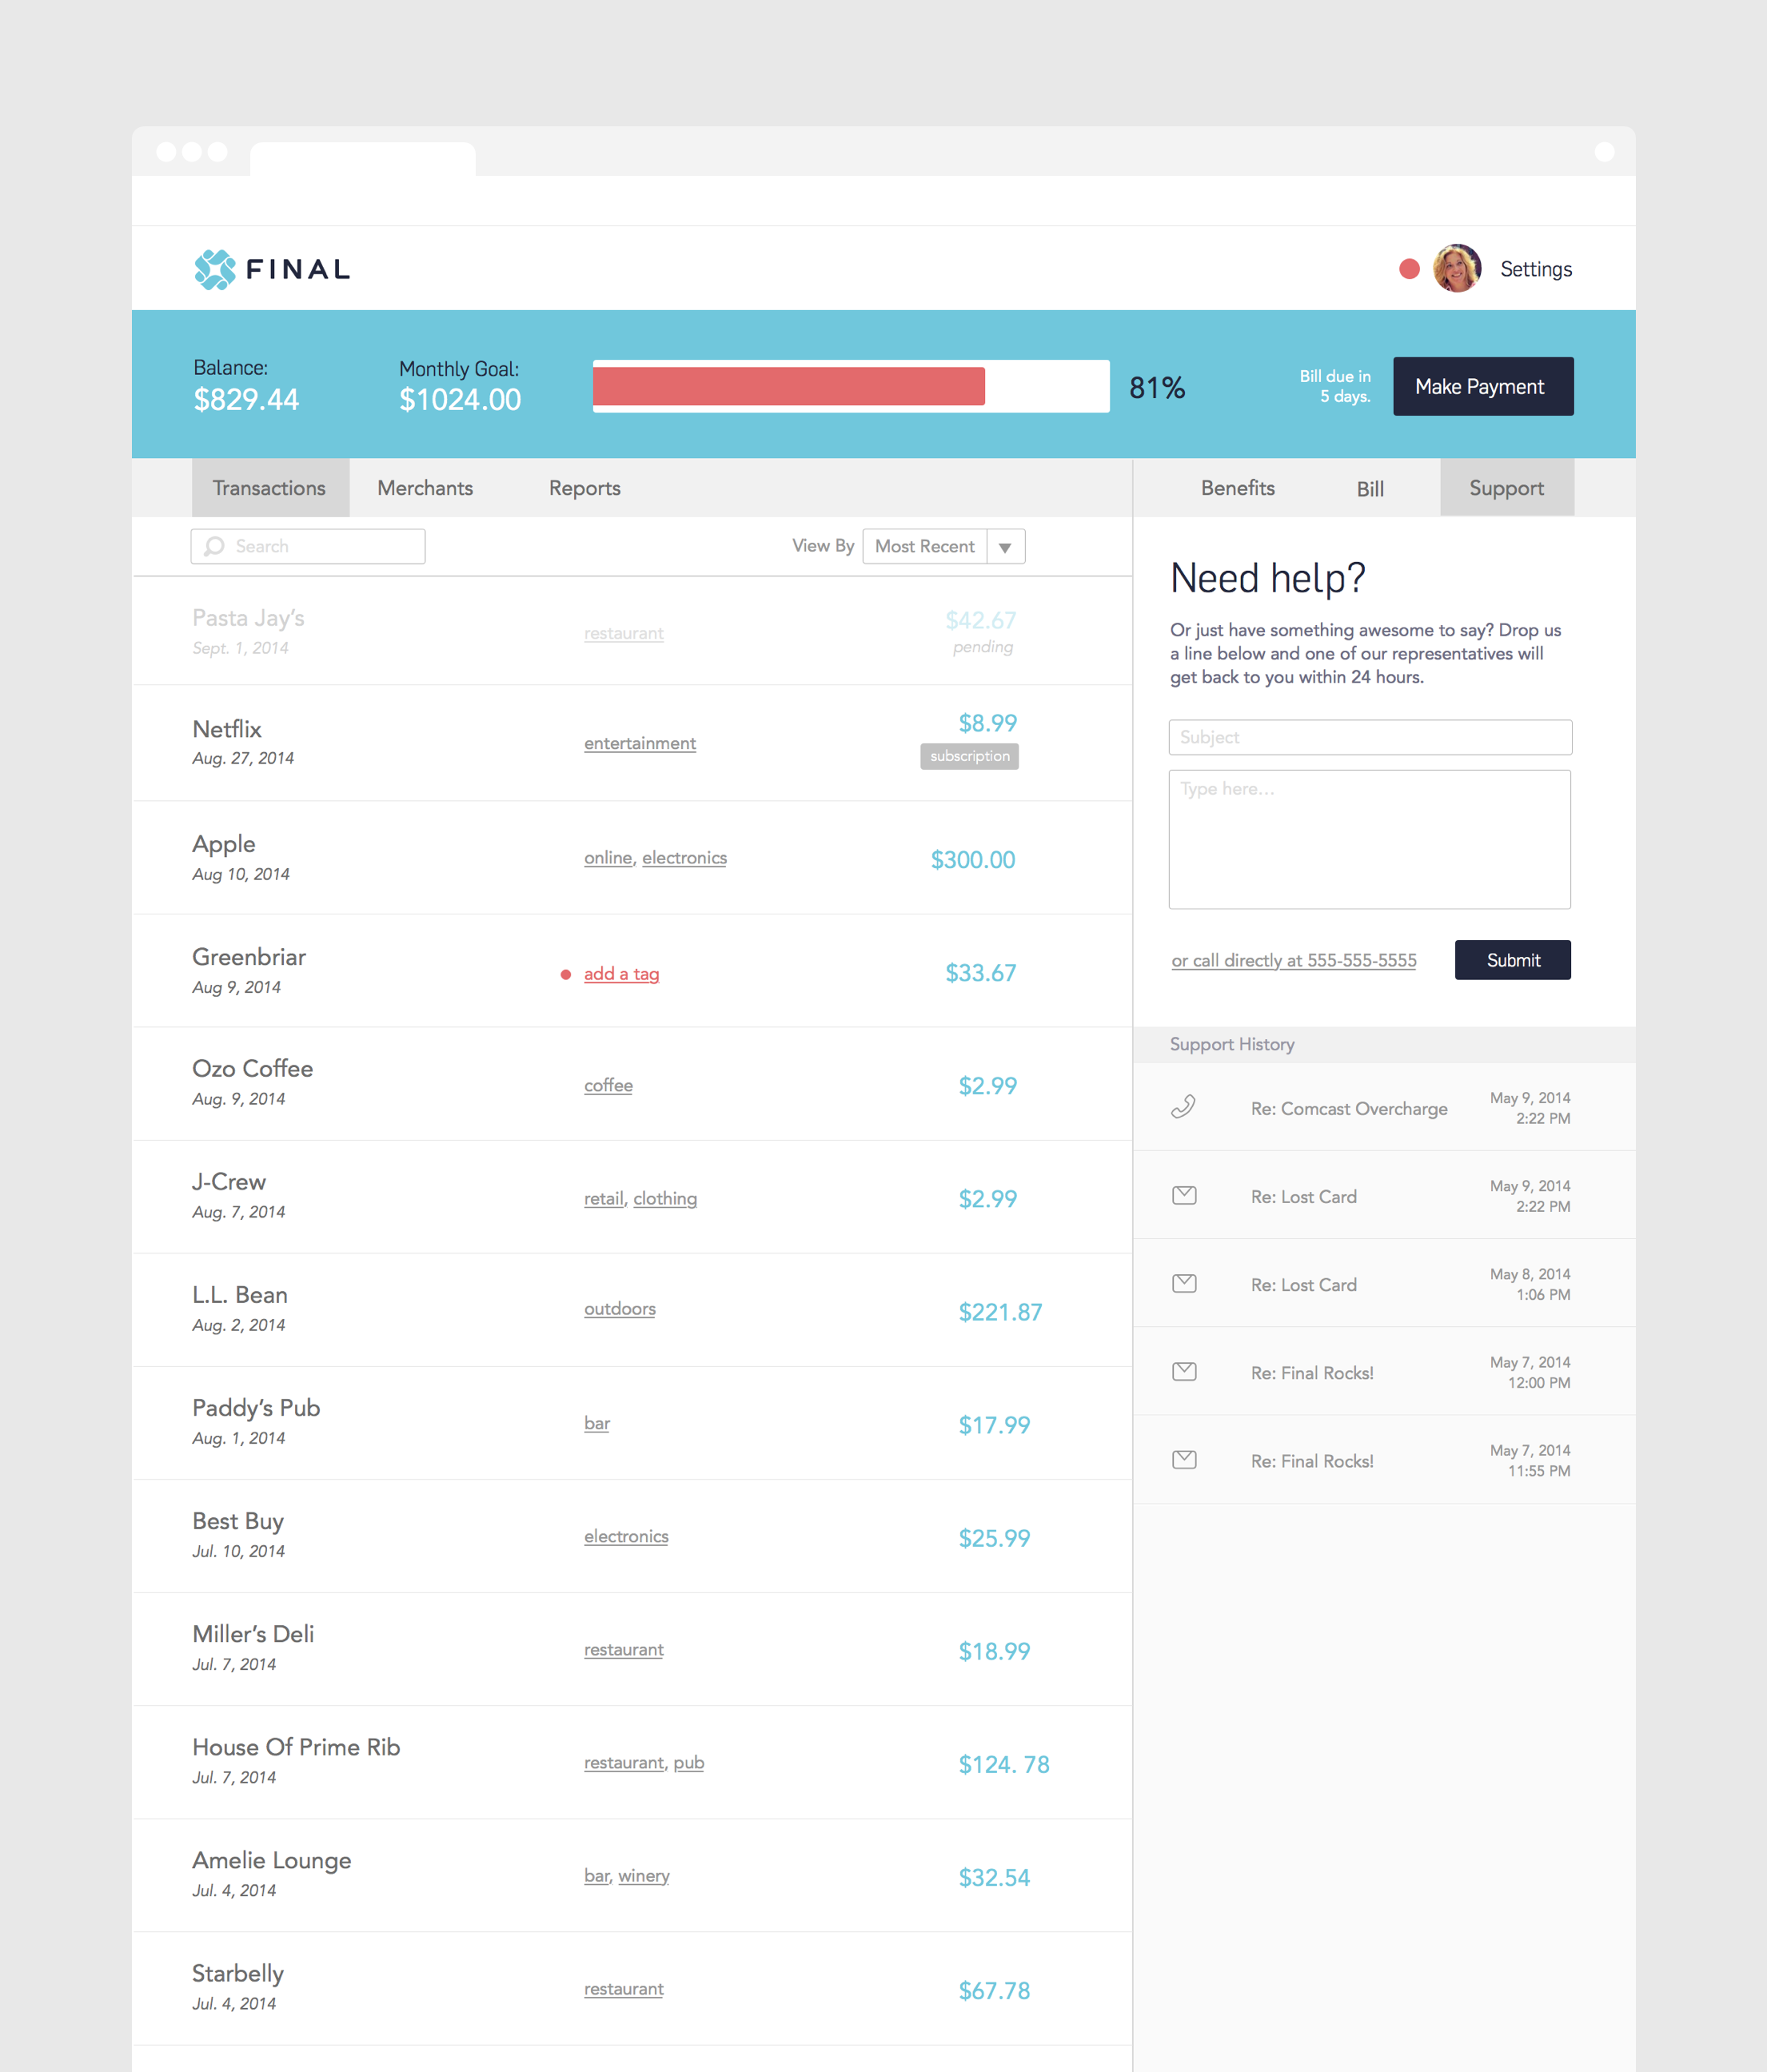 FINAL
Settings
Balance:
$829.44
Monthly Goal:
$1024.00
81%
Bill due in
5 days.
Make Payment
Transactions Merchants Reports
Search
View By Most Recent
Pasta Jay's
Sept. 1, 2014
restaurant
$42.67
pending
Netflix
Aug. 27, 2014
entertainment
$8.99
subscription
Apple
Aug 10, 2014
online, electronics
$300.00
Greenbriar
Aug 9, 2014
add a tag
$33.67
Ozo Coffee
Aug. 9, 2014
coffee
$2.99
J-Crew
Aug. 7, 2014
retail, clothing
$2.99
L.L. Bean
Aug. 2, 2014
outdoors
$221.87
Paddy's Pub
Aug. 1, 2014
bar
$17.99
Best Buy
Jul. 10, 2014
electronics
$25.99
Miller's Deli
Jul. 7, 2014
restaurant
$18.99
House Of Prime Rib
Jul. 7, 2014
restaurant, pub
$124. 78
Amelie Lounge
Jul. 4, 2014
bar, winery
$32.54
Starbelly
Jul. 4, 2014
restaurant
$67.78
Benefits Bill Support
Need help?
Or just have something awesome to say? Drop us
a line below and one of our representatives will
get back to you within 24 hours.
Subject
Type here...
or call directly at 555-555-5555
Submit
Support History
Re: Comcast Overcharge
May 9, 2014
2:22 PM
Re: Lost Card
May 9, 2014
2:22 PM
Re: Lost Card
May 8, 2014
1:06 PM
Re: Final Rocks!
May 7, 2014
12:00 PM
Re: Final Rocks!
May 7, 2014
11:55 PM